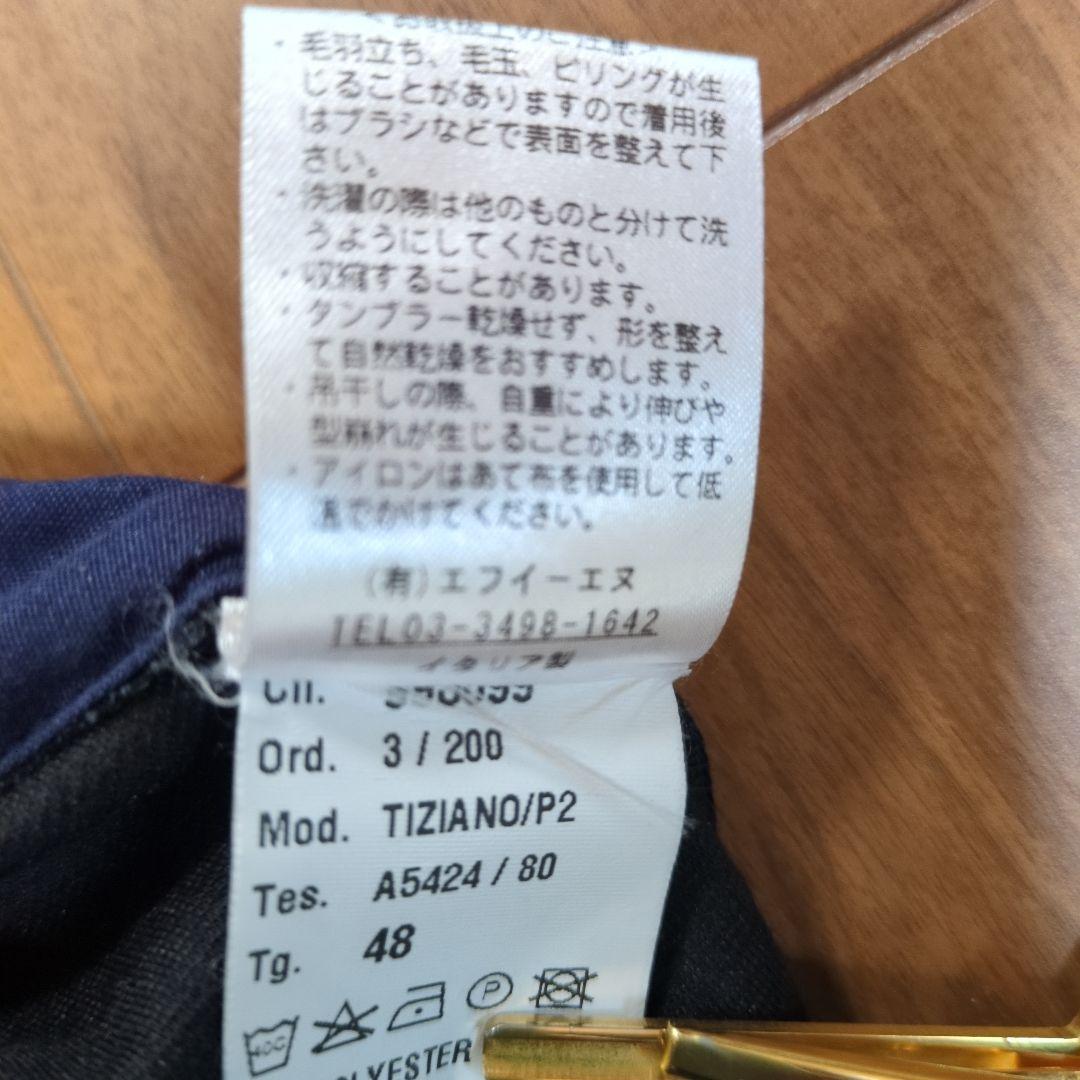 ・毛羽立ち、毛玉、ピリングが生
じることがありますので着用後
はブラシなどで表面を整えて下
さい。
・洗濯の際は他のものと分けて洗
うようにしてください。
・収縮することがあります。
・タンブラー乾燥せず、形を整え
て自然乾燥をおすすめします。
・吊干しの際、自重により伸びや
型崩れが生じることがあります。
・アイロンはあて布を使用して低
温でかけてください。
(有)エフイーエヌ
TEL03-3498-1642
イタリア製
Ord. 3 / 200
Mod. TIZIANO/P2
Tes. A5424 / 80
Tg. 48
P